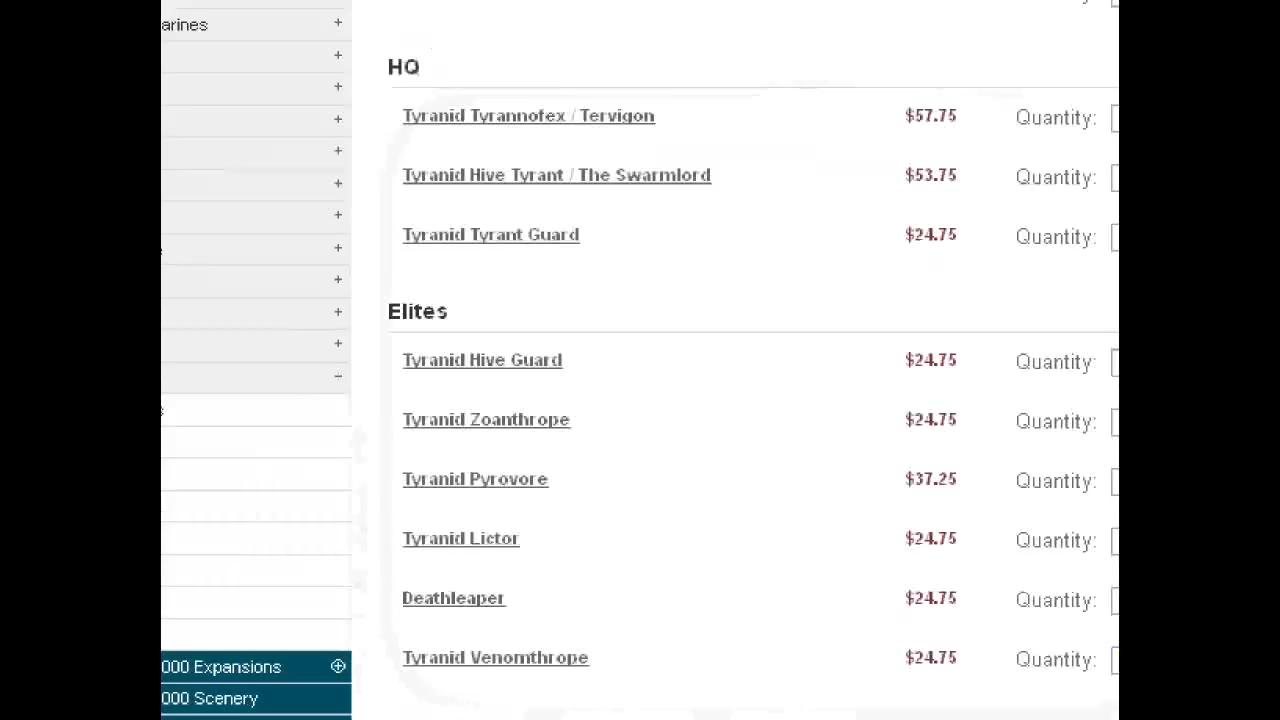 arines
HQ
Tyranid Tyrannofex / Tervigon $57.75 Quantity:
Tyranid Hive Tyrant / The Swarmlord $53.75 Quantity:
Tyranid Tyrant Guard $24.75 Quantity:
Elites
Tyranid Hive Guard $24.75 Quantity:
Tyranid Zoanthrope $24.75 Quantity:
Tyranid Pyrovore $37.25 Quantity:
Tyranid Lictor $24.75 Quantity:
Deathleaper $24.75 Quantity:
Tyranid Venomthrope $24.75 Quantity:
000 Expansions
000 Scenery